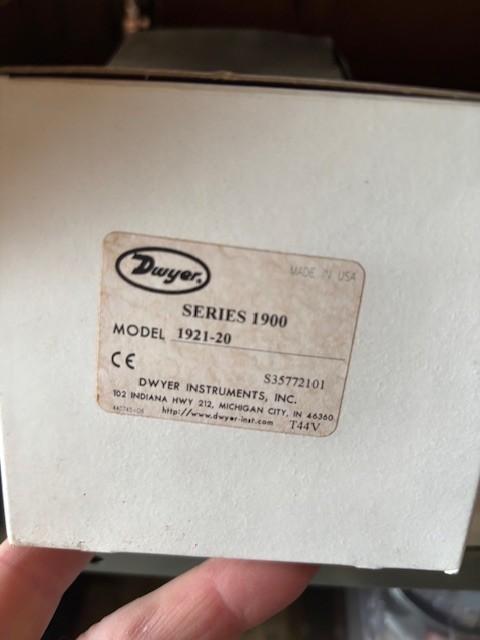 Dwyer.
MADE IN USA
SERIES 1900
MODEL 1921-20
CE
S35772101
DWYER INSTRUMENTS, INC.
102 INDIANA HWY 212, MICHIGAN CITY, IN 46360
http://www.dwyer-inst.com T44V